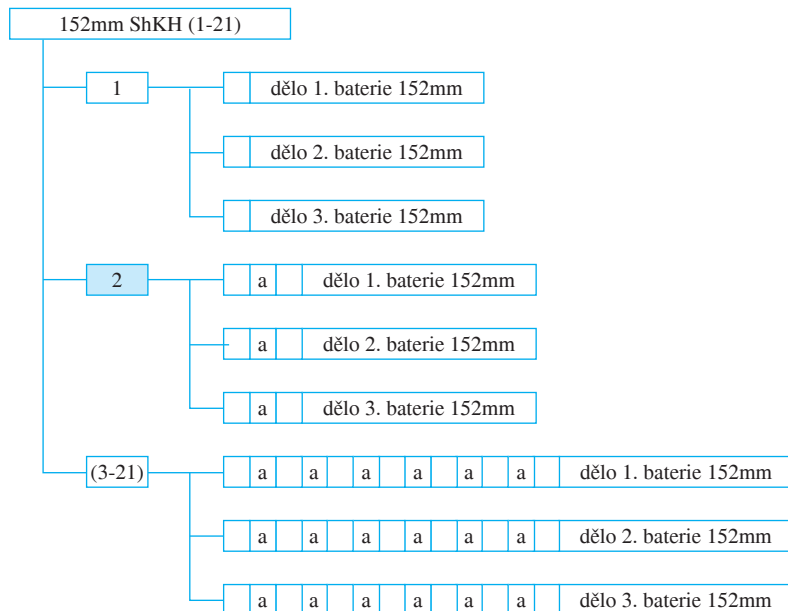 152mm ShKH (1-21)
1 dělo 1. baterie 152mm
dělo 2. baterie 152mm
dělo 3. baterie 152mm
2 a dělo 1. baterie 152mm
a dělo 2. baterie 152mm
a dělo 3. baterie 152mm
(3-21) a a a a a a dělo 1. baterie 152mm
a a a a a a dělo 2. baterie 152mm
a a a a a a dělo 3. baterie 152mm